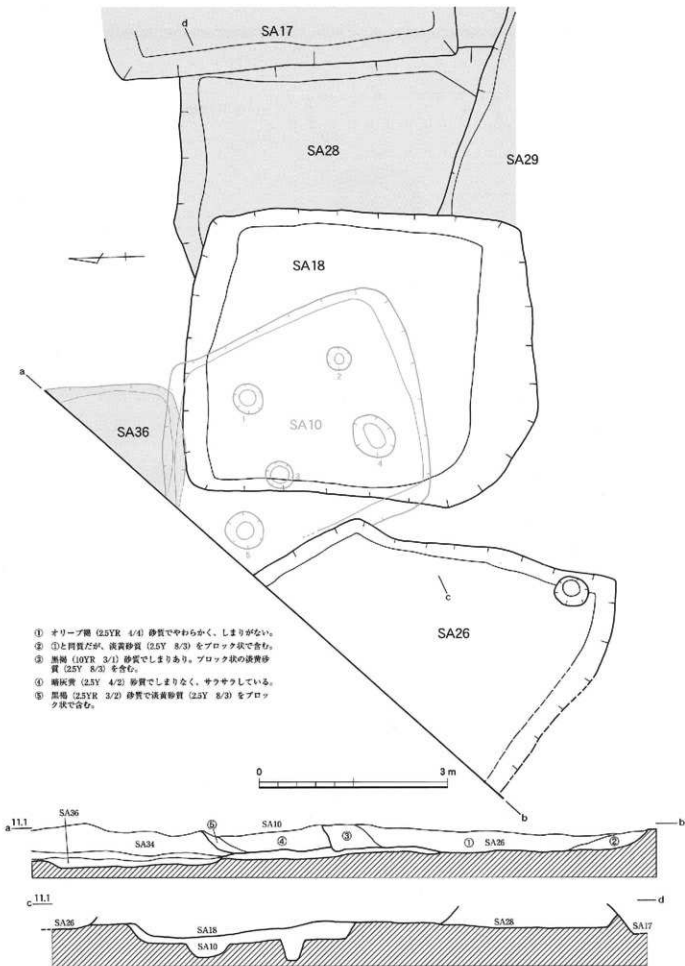 d
SA17
SA28
SA29
SA18
a
SA36
SA10
1
2
3
4
5
c
SA26
b
① オリーブ褐 (2.5YR 4/4) 砂質でやわらかく、しまりがない。
② ①と同質だが、淡黄砂質 (2.5Y 8/3) をブロック状で含む。
③ 黒褐 (10YR 3/1) 砂質でしまりあり。ブロック状の淡黄砂
質 (2.5Y 8/3) を含む。
④ 暗灰黄 (2.5Y 4/2) 砂質でしまりなく、サラサラしている。
⑤ 黒褐 (2.5YR 3/2) 砂質で淡黄砂質 (2.5Y 8/3) をブロッ
ク状で含む。
0 3 m
a 11.1 SA36 SA34 ⑤ SA10 ④ ③ ① SA26 ② b
c 11.1 SA26 SA18 SA10 SA28 SA17 d